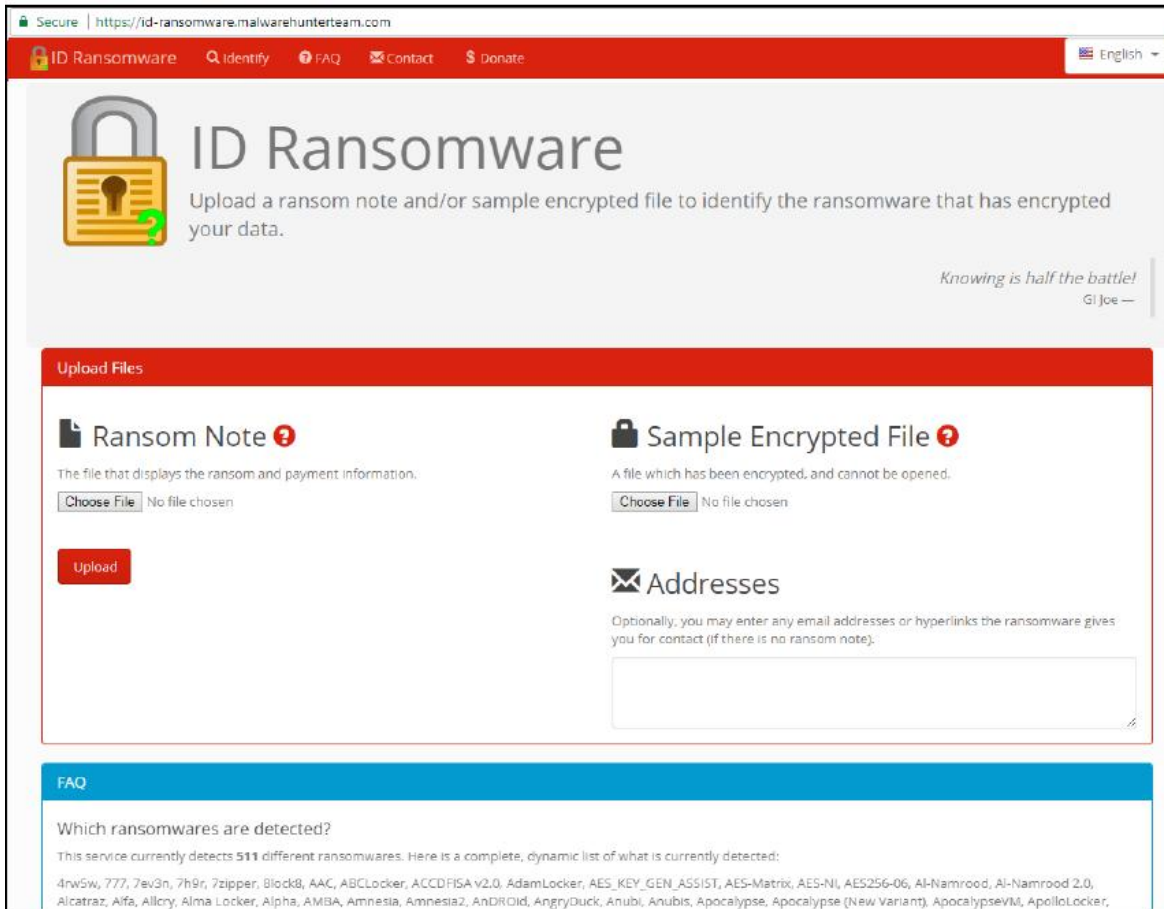 Secure | https://id-ransomware.malwarehunterteam.com
ID Ransomware Identify FAQ Contact $ Donate English
ID Ransomware
Upload a ransom note and/or sample encrypted file to identify the ransomware that has encrypted
your data.
Knowing is half the battle!
GI Joe —
Upload Files
Ransom Note ?
The file that displays the ransom and payment information.
Choose File No file chosen
Upload
Sample Encrypted File ?
A file which has been encrypted, and cannot be opened.
Choose File No file chosen
Addresses
Optionally, you may enter any email addresses or hyperlinks the ransomware gives
you for contact (if there is no ransom note).
FAQ
Which ransomwares are detected?
This service currently detects 511 different ransomwares. Here is a complete, dynamic list of what is currently detected:
4rw5w, 777, 7ev3n, 7h9r, 7zipper, 8lock8, AAC, ABCLocker, ACCDFISA v2.0, AdamLocker, AES_KEY_GEN_ASSIST, AES-Matrix, AES-NI, AES256-06, Al-Namrood, Al-Namrood 2.0,
Alcatraz, Alfa, Allcry, Alma Locker, Alpha, AMBA, Amnesia, Amnesia2, AnDROid, AngryDuck, Anubi, Anubis, Apocalypse, Apocalypse (New Variant), ApocalypseVM, ApolloLocker,